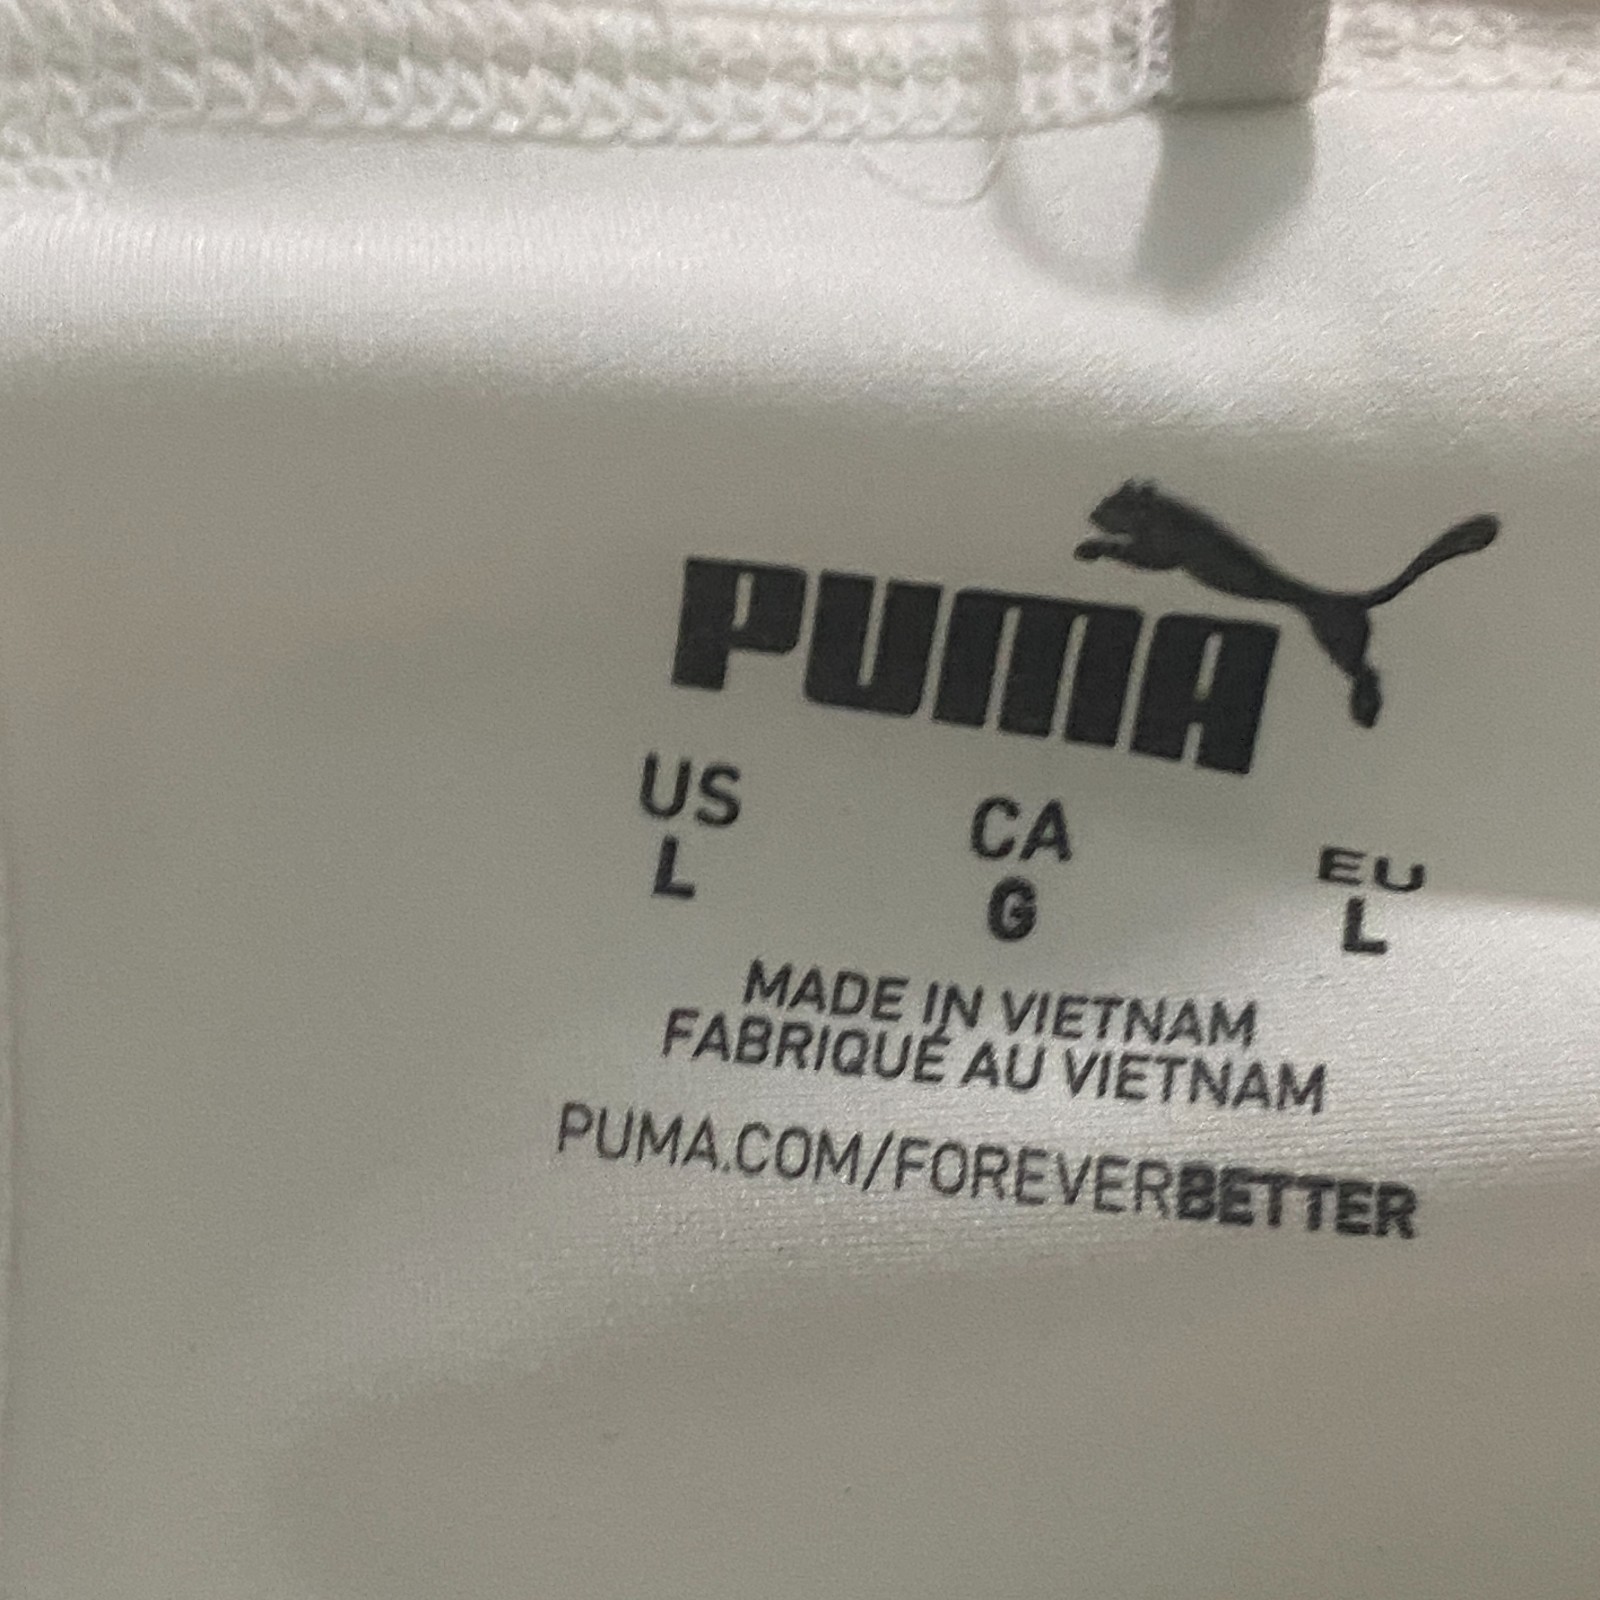 PUMA
US CA EU
L G L
MADE IN VIETNAM
FABRIQUÉ AU VIETNAM
PUMA.COM/FOREVERBETTER